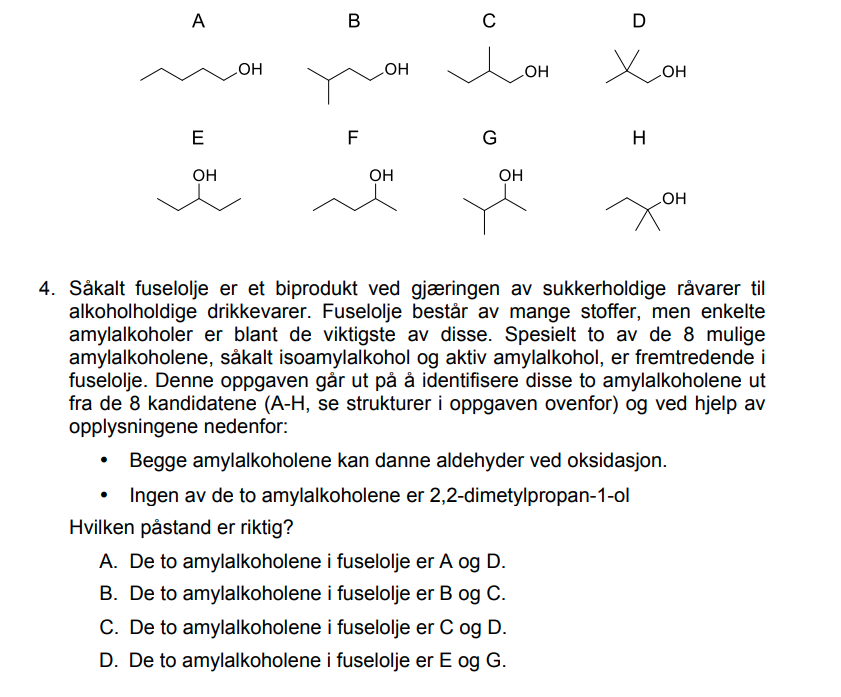 A B C D
OH OH OH OH
E F G H
OH OH OH OH
4. Såkalt fuselolje er et biprodukt ved gjæringen av sukkerholdige råvarer til
alkoholholdige drikkevarer. Fuselolje består av mange stoffer, men enkelte
amylalkoholer er blant de viktigste av disse. Spesielt to av de 8 mulige
amylalkoholene, såkalt isoamylalkohol og aktiv amylalkohol, er fremtredende i
fuselolje. Denne oppgaven går ut på å identifisere disse to amylalkoholene ut
fra de 8 kandidatene (A-H, se strukturer i oppgaven ovenfor) og ved hjelp av
opplysningene nedenfor:
• Begge amylalkoholene kan danne aldehyder ved oksidasjon.
• Ingen av de to amylalkoholene er 2,2-dimetylpropan-1-ol
Hvilken påstand er riktig?
A. De to amylalkoholene i fuselolje er A og D.
B. De to amylalkoholene i fuselolje er B og C.
C. De to amylalkoholene i fuselolje er C og D.
D. De to amylalkoholene i fuselolje er E og G.